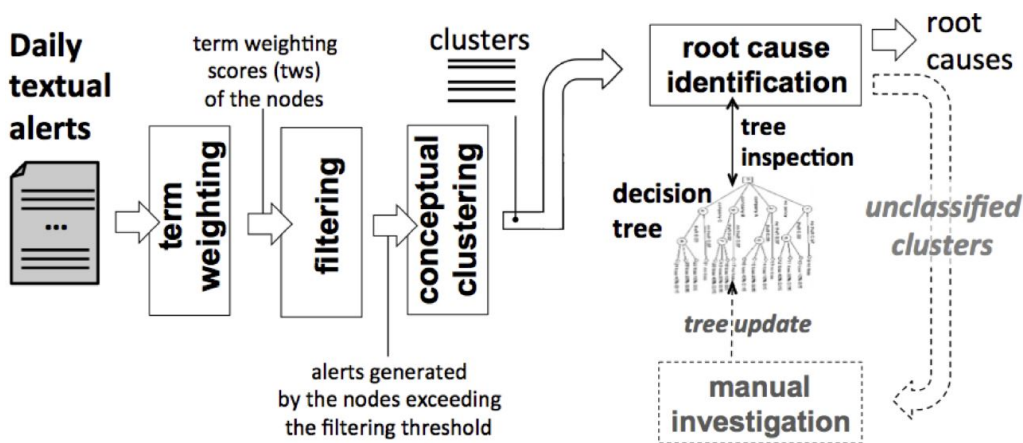 Daily
textual
alerts
...
term
weighting
term weighting
scores (tws)
of the nodes
filtering
alerts generated
by the nodes exceeding
the filtering threshold
conceptual
clustering
clusters
root cause
identification
root
causes
tree
inspection
decision
tree
unclassified
clusters
tree update
manual
investigation